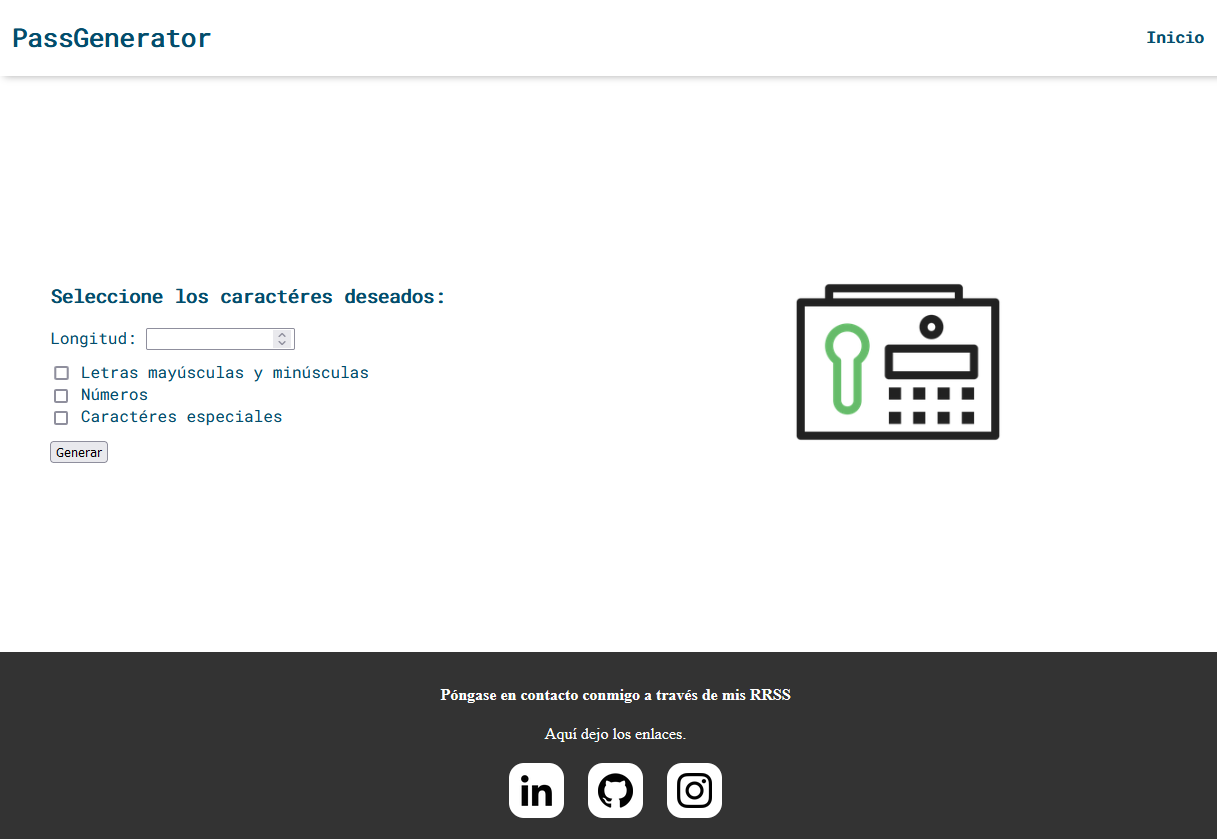 PassGenerator
Inicio
Seleccione los caractéres deseados:
Longitud:
Letras mayúsculas y minúsculas
Números
Caractéres especiales
Generar
Póngase en contacto conmigo a través de mis RRSS
Aquí dejo los enlaces.
in